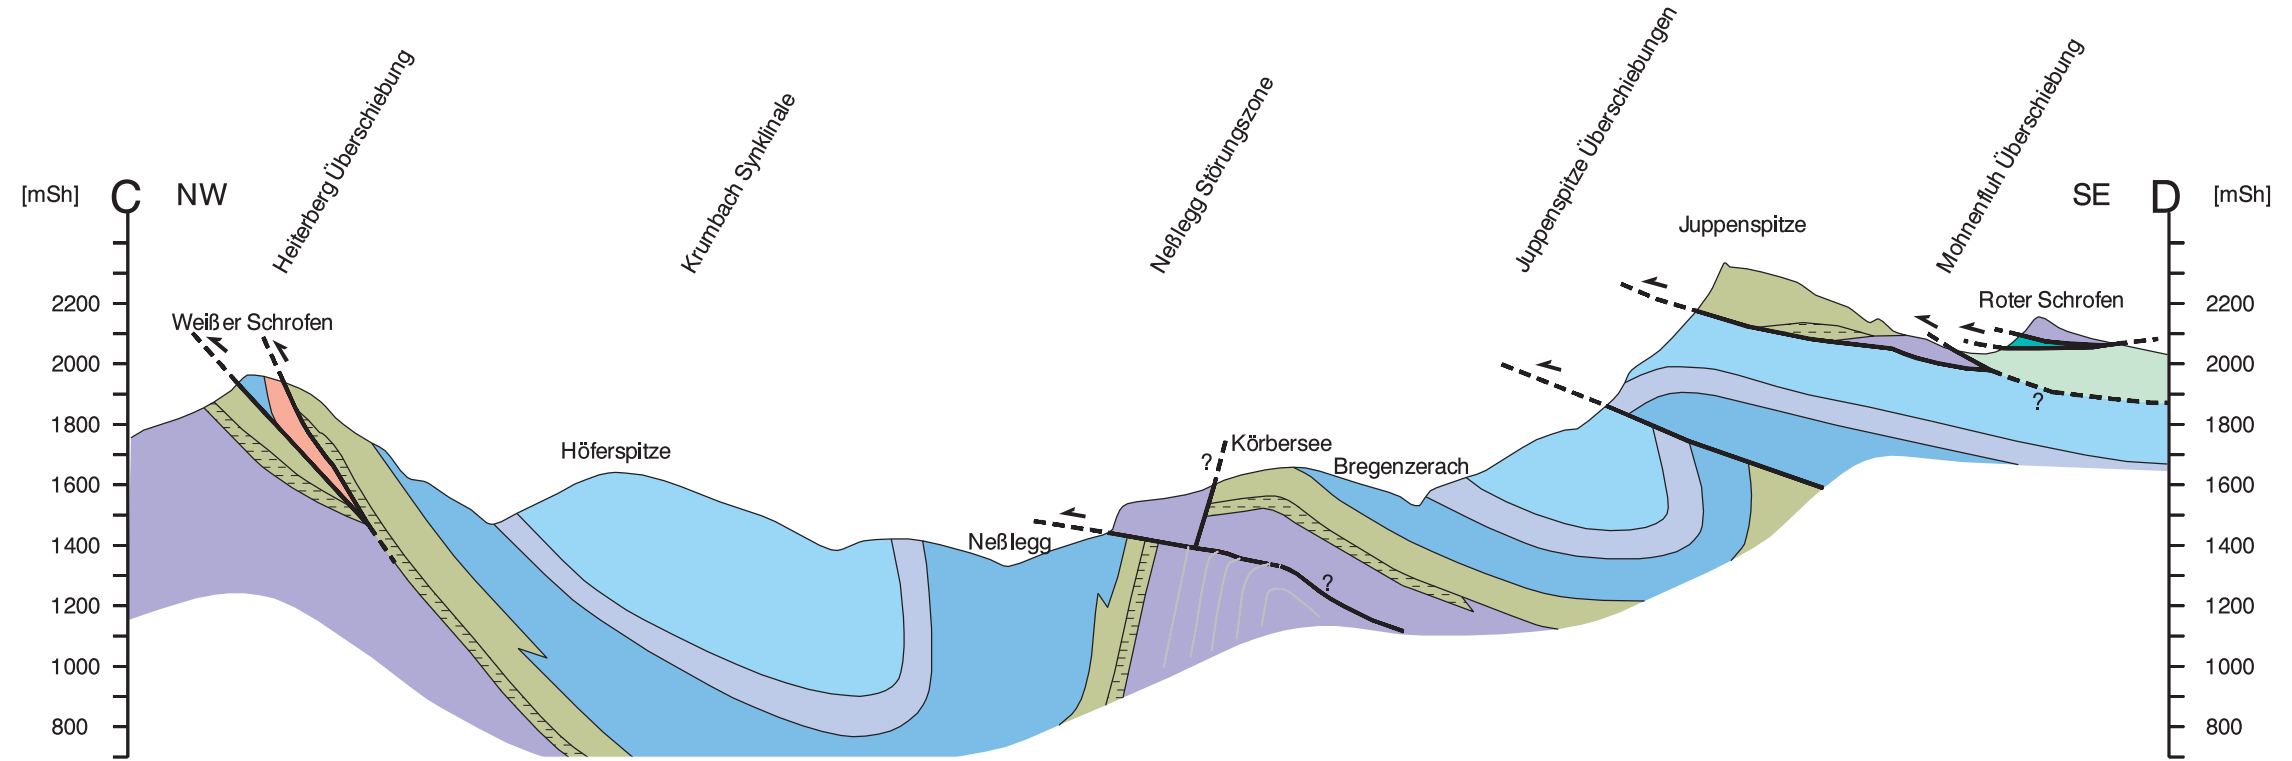 Heiterberg Überschiebung
Krumbach Synklinale
Neßlegg Störungszone
Juppenspitze Überschiebungen
Mohnenfluh Überschiebung
[mSh] C NW
SE D [mSh]
Juppenspitze
Roter Schrofen
Weißer Schrofen
Höferspitze
Körbersee
Bregenzerach
Neßlegg
?
?
?
2200
2000
1800
1600
1400
1200
1000
800
2200
2000
1800
1600
1400
1200
1000
800